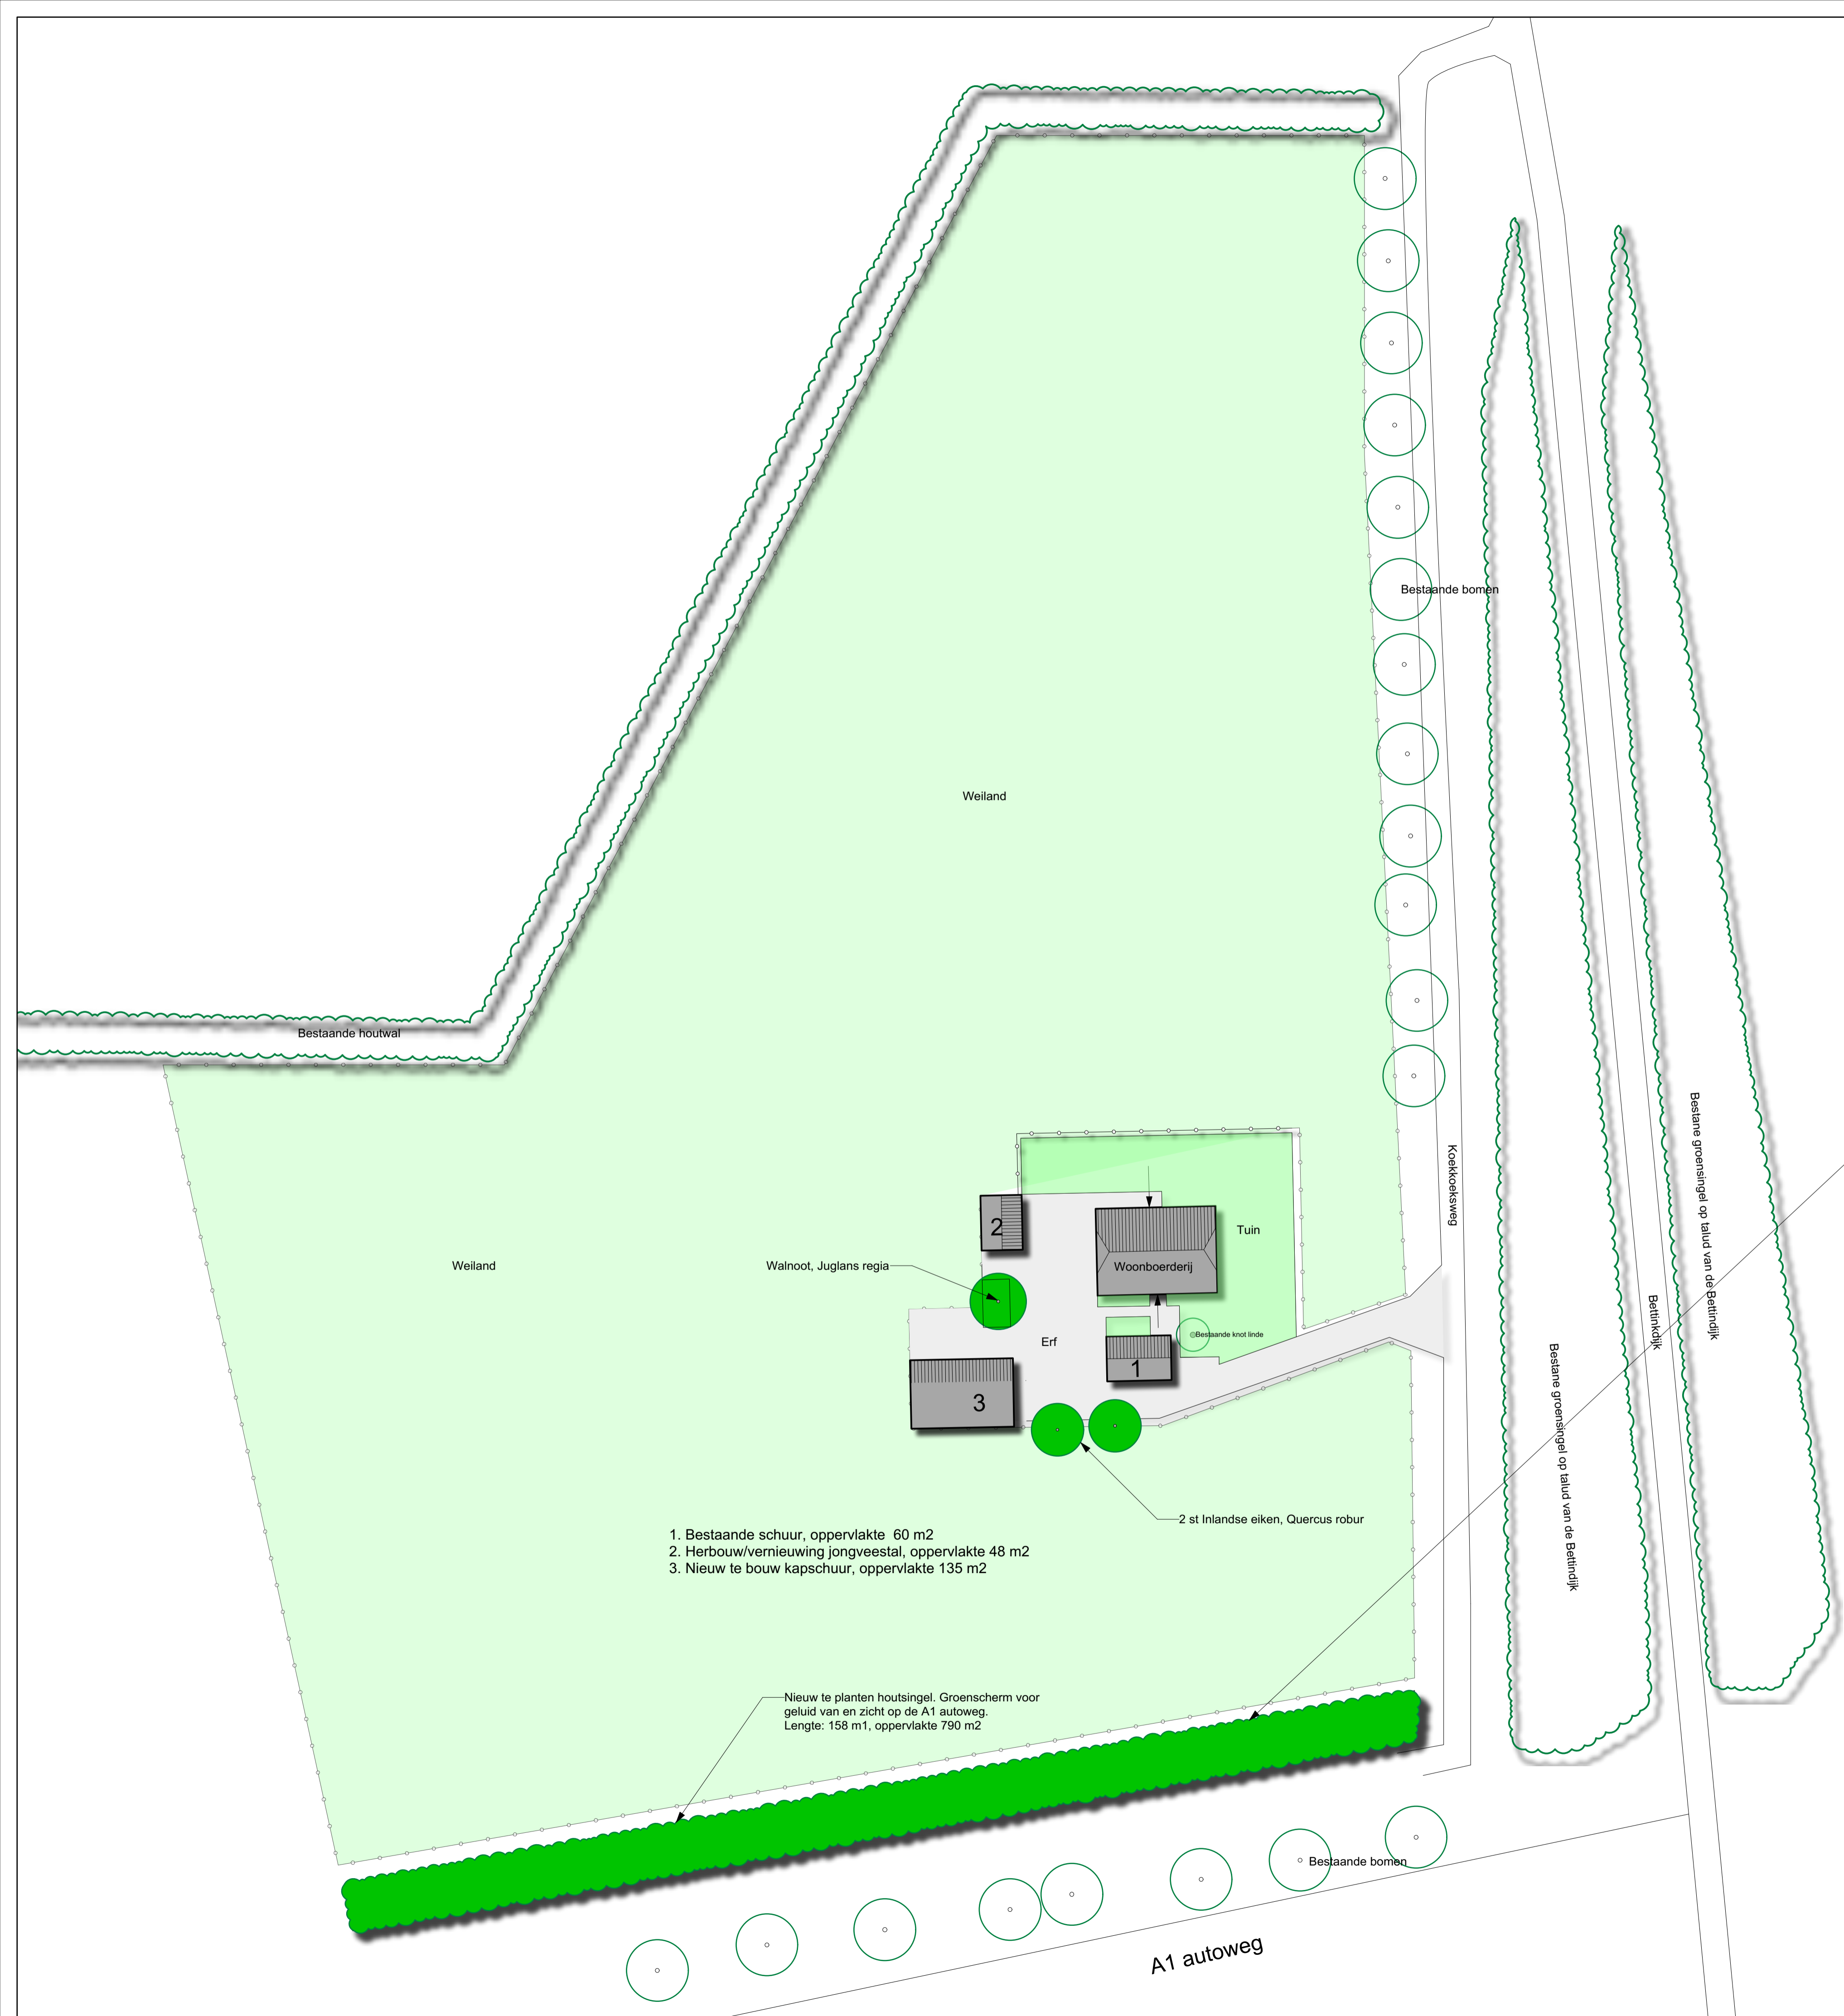 Bestaande bomen
Weiland
Bestaande houtwal
Koekkoeksweg
Bestane groensingel op talud van de Bettindijk
2
Tuin
Walnoot, Juglans regia
Weiland
Woonboerderij
Bettinkdijk
Bestaande knot linde
Erf
1
3
Bestane groensingel op talud van de Bettindijk
2 st Inlandse eiken, Quercus robur
1. Bestaande schuur, oppervlakte  60 m2
2. Herbouw/vernieuwing jongveestal, oppervlakte 48 m2
3. Nieuw te bouw kapschuur, oppervlakte 135 m2
Nieuw te planten houtsingel. Groenscherm voor
geluid van en zicht op de A1 autoweg.
Lengte: 158 m1, oppervlakte 790 m2
Bestaande bomen
A1 autoweg